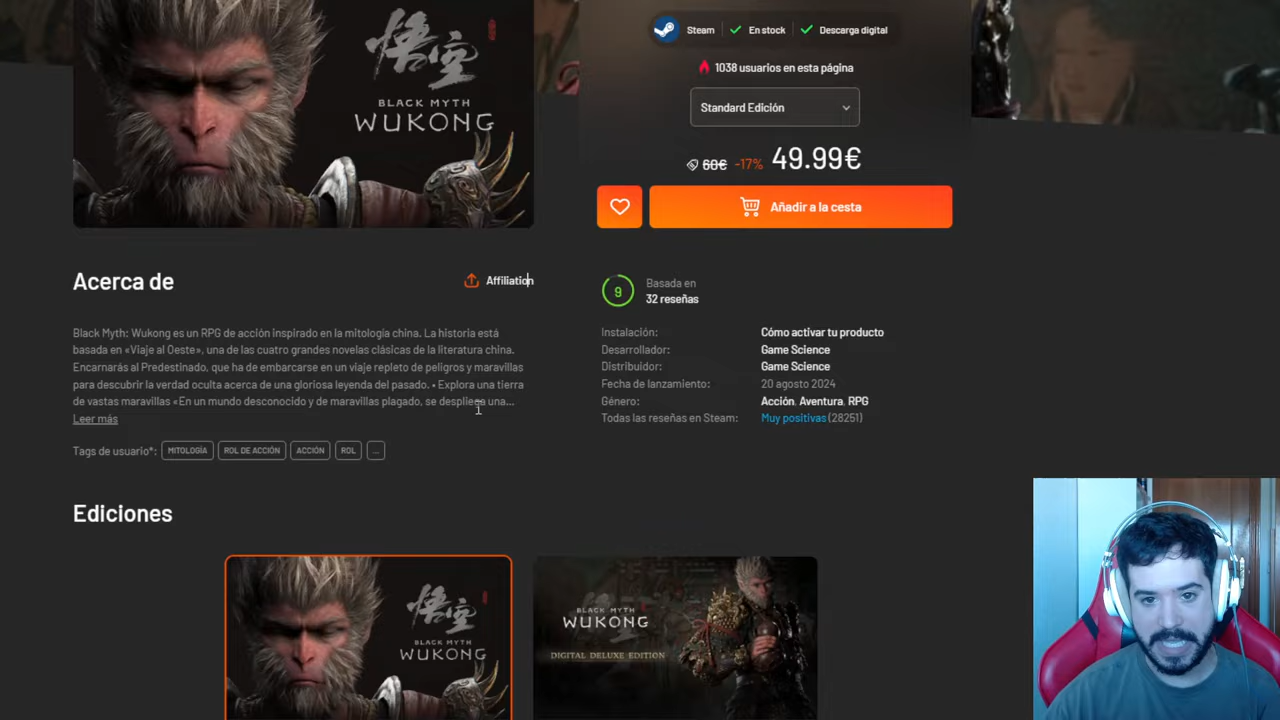 悟空
BLACK MYTH
WUKONG
Steam
En stock
Descarga digital
1038 usuarios en esta página
Standard Edición
60€ -17% 49.99€
Añadir a la cesta
Acerca de
Affiliation
Black Myth: Wukong es un RPG de acción inspirado en la mitología china. La historia está
basada en «Viaje al Oeste», una de las cuatro grandes novelas clásicas de la literatura china.
Encarnarás al Predestinado, que ha de embarcarse en un viaje repleto de peligros y maravillas
para descubrir la verdad oculta acerca de una gloriosa leyenda del pasado. • Explora una tierra
de vastas maravillas «En un mundo desconocido y de maravillas plagado, se despliega una...
Leer más
Tags de usuario*: MITOLOGÍA ROL DE ACCIÓN ACCIÓN ROL ...
9
Basada en
32 reseñas
Instalación: Cómo activar tu producto
Desarrollador: Game Science
Distribuidor: Game Science
Fecha de lanzamiento: 20 agosto 2024
Género: Acción, Aventura, RPG
Todas las reseñas en Steam: Muy positivas (28251)
Ediciones
悟空
BLACK MYTH
WUKONG
BLACK MYTH
WUKONG
DIGITAL DELUXE EDITION